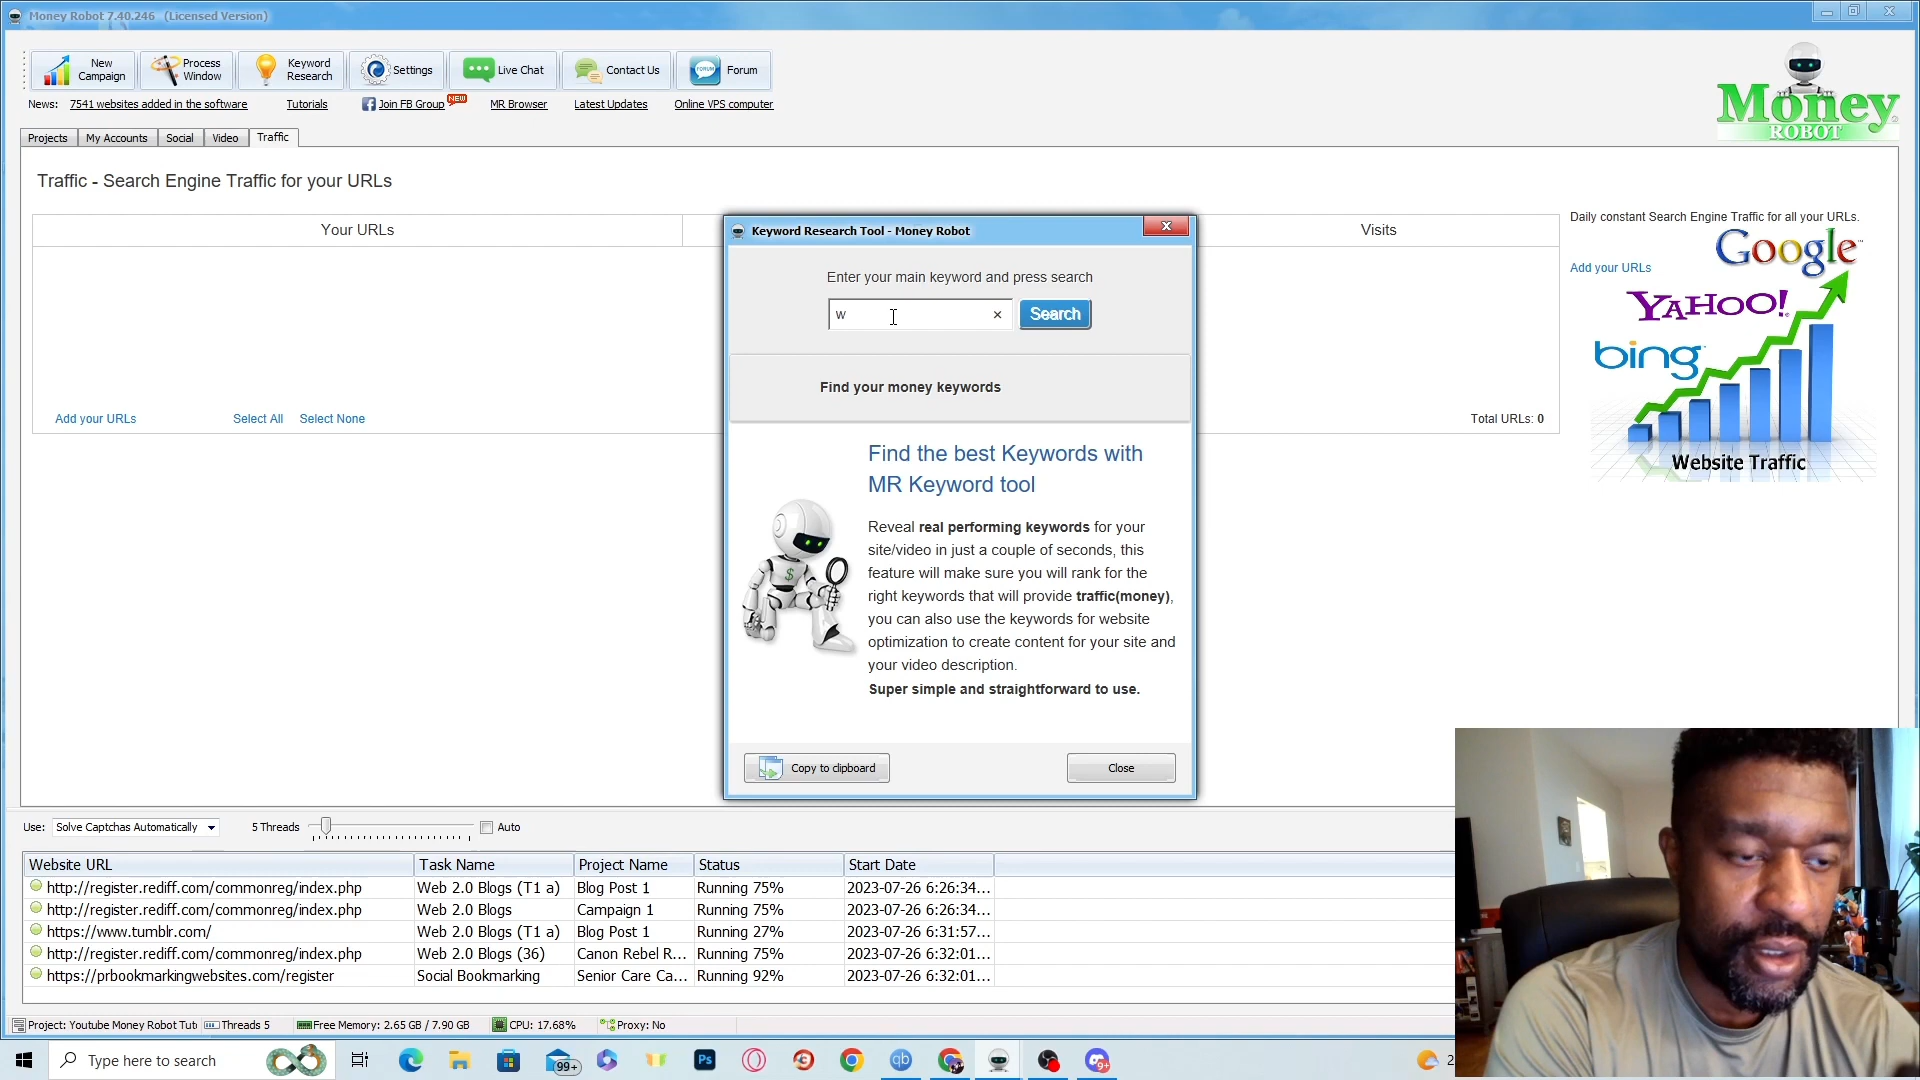 Money Robot 7.40.246   (Licensed Version)
New Campaign
Process Window
Keyword Research
Settings
Live Chat
Contact Us
FORUM
Forum
News:
7541 websites added in the software
Tutorials
Join FB Group
NEW
MR Browser
Latest Updates
Online VPS computer
Money
ROBOT
Projects
My Accounts
Social
Video
Traffic
Traffic - Search Engine Traffic for your URLs
Your URLs
Visits
Add your URLs
Select All
Select None
Total URLs: 0
Daily constant Search Engine Traffic for all your URLs.
Add your URLs
Google
YAHOO!
bing
Website Traffic
Keyword Research Tool - Money Robot
Enter your main keyword and press search
w
Search
Find your money keywords
Find the best Keywords with
MR Keyword tool
Reveal real performing keywords for your
site/video in just a couple of seconds, this
feature will make sure you will rank for the
right keywords that will provide traffic(money),
you can also use the keywords for website
optimization to create content for your site and
your video description.
Super simple and straightforward to use.
$
Copy to clipboard
Close
Use:
Solve Captchas Automatically
5 Threads
Auto
Website URL Task Name Project Name Status Start Date
http://register.rediff.com/commonreg/index.php Web 2.0 Blogs (T1 a) Blog Post 1 Running 75% 2023-07-26 6:26:34...
http://register.rediff.com/commonreg/index.php Web 2.0 Blogs Campaign 1 Running 75% 2023-07-26 6:26:34...
https://www.tumblr.com/ Web 2.0 Blogs (T1 a) Blog Post 1 Running 27% 2023-07-26 6:31:57...
http://register.rediff.com/commonreg/index.php Web 2.0 Blogs (36) Canon Rebel R... Running 75% 2023-07-26 6:32:01...
https://prbookmarkingwebsites.com/register Social Bookmarking Senior Care Ca... Running 92% 2023-07-26 6:32:01...
Project: Youtube Money Robot Tut
Threads 5
Free Memory: 2.65 GB / 7.90 GB
CPU: 17.68%
Proxy: No
Type here to search
99+
Ps
qb
9+
2